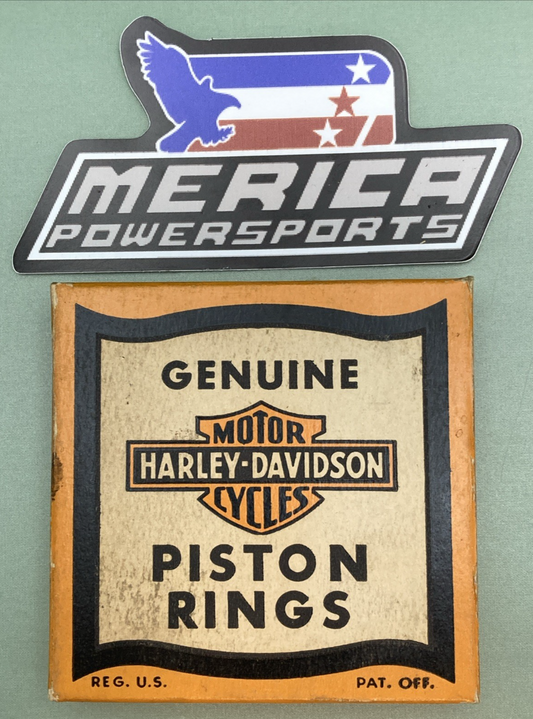 MERICA
POWERSPORTS
GENUINE
MOTOR
HARLEY-DAVIDSON
CYCLES
PISTON
RINGS
REG. U.S. PAT. OFF.